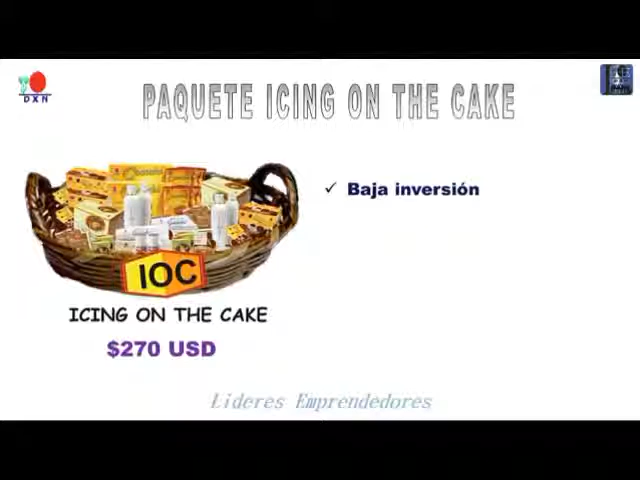 DXN
PAQUETE ICING ON THE CAKE
Baja inversión
IOC
ICING ON THE CAKE
$270 USD
Lideres Emprendedores